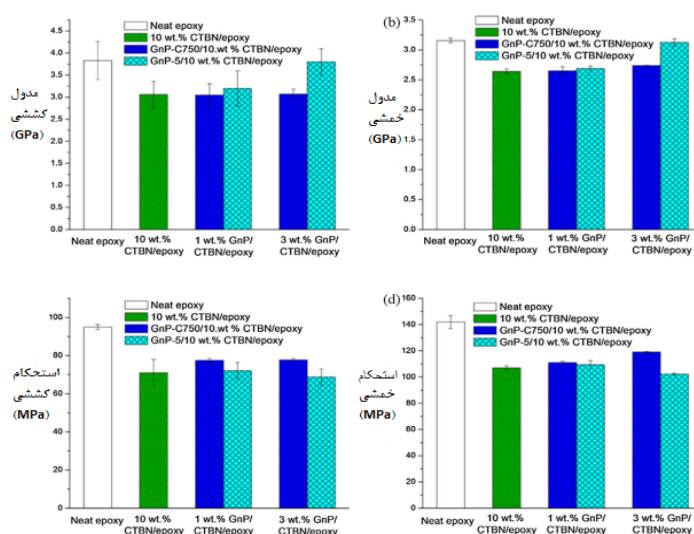 4.5
4.0
3.5
3.0
2.5
2.0
1.5
1.0
0.5
0.0
مدول
کششی
(GPa)
Neat epoxy
10 wt.% CTBN/epoxy
GnP-C750/10.wt % CTBN/epoxy
GnP-5/10 wt.% CTBN/epoxy
Neat epoxy
10 wt.%
CTBN/epoxy
1 wt.% GnP/
CTBN/epoxy
3 wt.% GnP/
CTBN/epoxy
(b)
3.5
3.0
2.5
2.0
1.5
1.0
0.5
0.0
مدول
خمشی
(GPa)
Neat epoxy
10 wt.% CTBN/epoxy
GnP-C750/10.wt % CTBN/epoxy
GnP-5/10 wt.% CTBN/epoxy
Neat epoxy
10 wt.%
CTBN/epoxy
1 wt.% GnP/
CTBN/epoxy
3 wt.% GnP/
CTBN/epoxy
100
80
60
40
20
0
استحکام
کششی
(MPa)
Neat epoxy
10 wt.% CTBN/epoxy
GnP-C750/10.wt % CTBN/epoxy
GnP-5/10 wt.% CTBN/epoxy
Neat epoxy
10 wt.%
CTBN/epoxy
1 wt.% GnP/
CTBN/epoxy
3 wt.% GnP/
CTBN/epoxy
(d)
160
140
120
100
80
60
40
20
0
استحکام
خمشی
(MPa)
Neat epoxy
10 wt.% CTBN/epoxy
GnP-C750/10.wt % CTBN/epoxy
GnP-5/10 wt.% CTBN/epoxy
Neat epoxy
10 wt.%
CTBN/epoxy
1 wt.% GnP/
CTBN/epoxy
3 wt.% GnP/
CTBN/epoxy